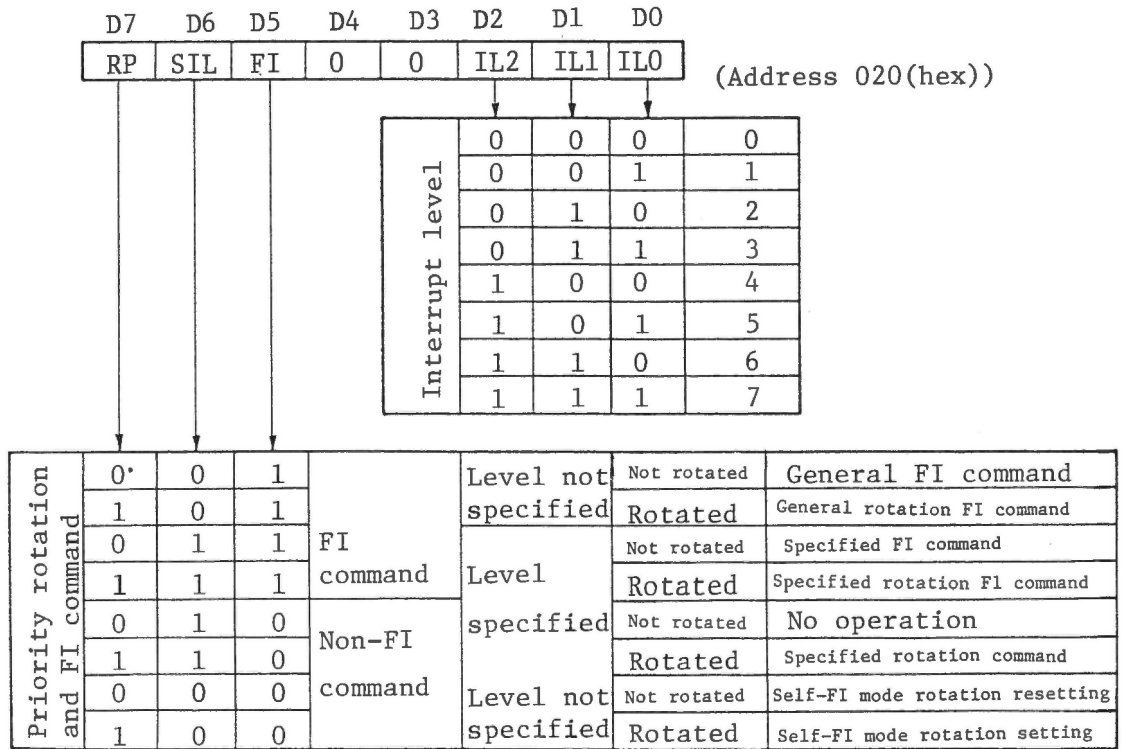 D7 D6 D5 D4 D3 D2 D1 D0
RP SIL FI 0 0 IL2 IL1 IL0
(Address 020(hex))
Interrupt level
0 0 0 0
0 0 1 1
0 1 0 2
0 1 1 3
1 0 0 4
1 0 1 5
1 1 0 6
1 1 1 7
Priority rotation
and FI command
0 0 1 Level not Not rotated General FI command
1 0 1 specified Rotated General rotation FI command
0 1 1 FI Not rotated Specified FI command
1 1 1 command Level Rotated Specified rotation FI command
0 1 0 Non-FI specified Not rotated No operation
1 1 0 Rotated Specified rotation command
0 0 0 command Level not Not rotated Self-FI mode rotation resetting
1 0 0 specified Rotated Self-FI mode rotation setting